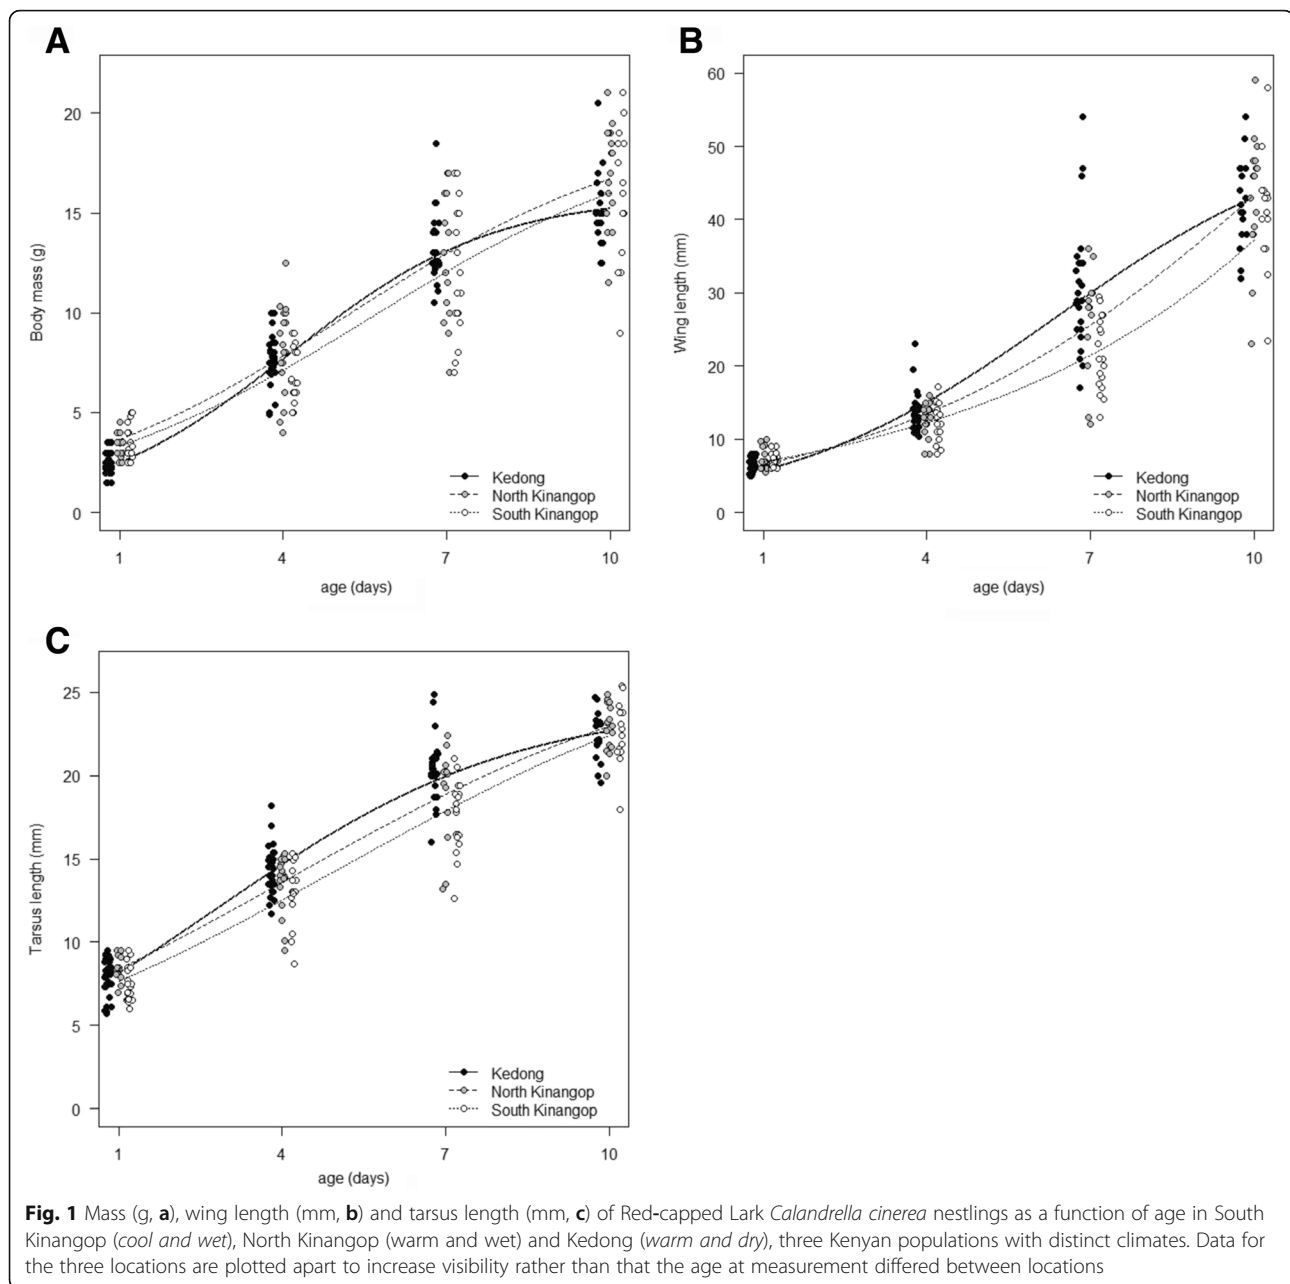 A
Body mass (g)
20
15
10
5
0
Kedong
North Kinangop
South Kinangop
1 4 7 10
age (days)
B
Wing length (mm)
60
50
40
30
20
10
0
Kedong
North Kinangop
South Kinangop
1 4 7 10
age (days)
C
Tarsus length (mm)
25
20
15
10
5
0
Kedong
North Kinangop
South Kinangop
1 4 7 10
age (days)
Fig. 1 Mass (g, a), wing length (mm, b) and tarsus length (mm, c) of Red-capped Lark Calandrella cinerea nestlings as a function of age in South
Kinangop (cool and wet), North Kinangop (warm and wet) and Kedong (warm and dry), three Kenyan populations with distinct climates. Data for
the three locations are plotted apart to increase visibility rather than that the age at measurement differed between locations